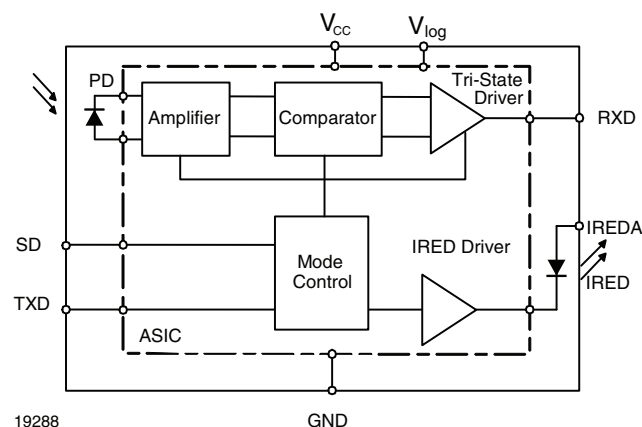 VCC
Vlog
PD
Tri-State
Driver
Amplifier
Comparator
RXD
SD
Mode
Control
IRED Driver
IREDA
IRED
TXD
ASIC
19288
GND